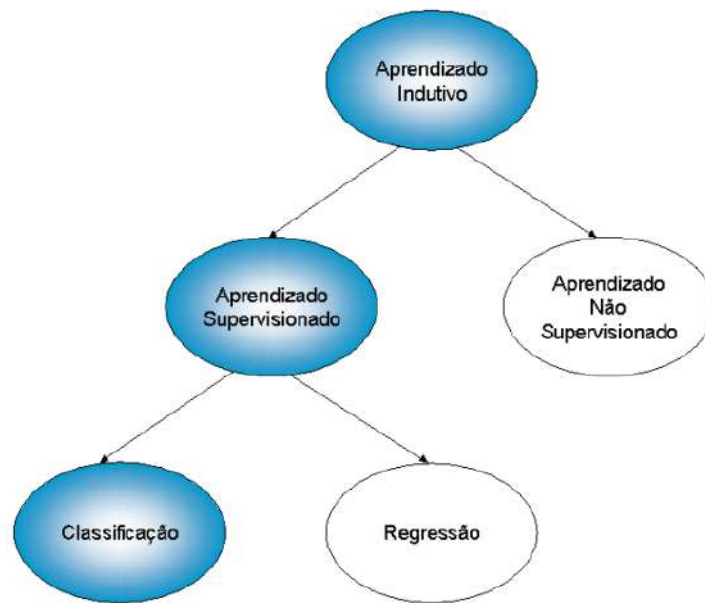 Aprendizado
Indutivo
Aprendizado
Supervisionado
Aprendizado
Não
Supervisionado
Classificação
Regressão